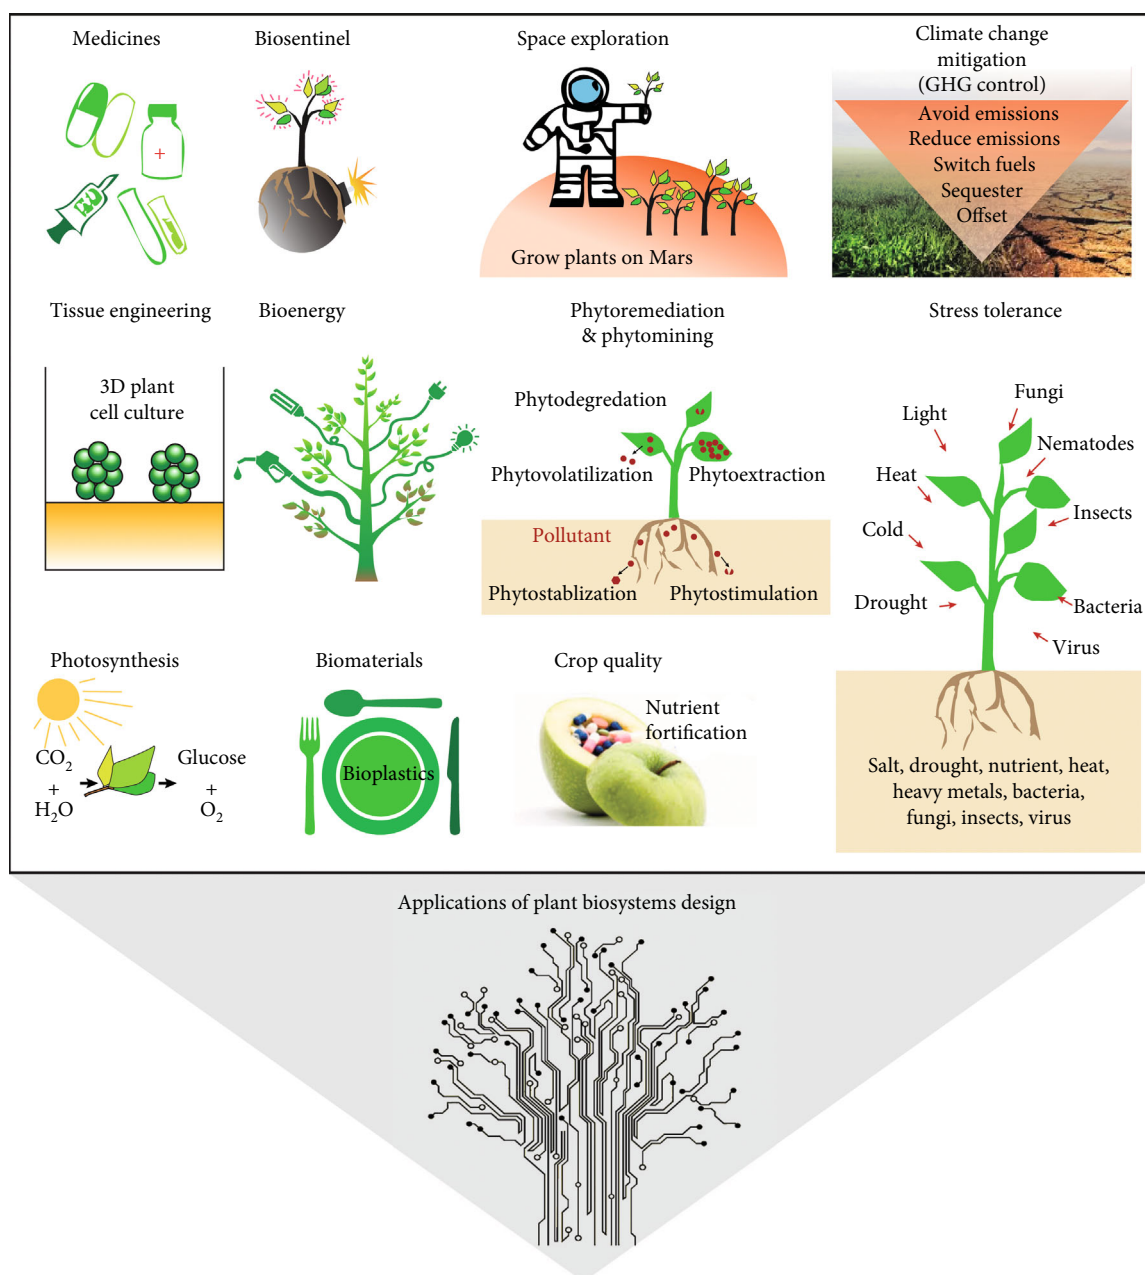 Medicines
Biosentinel
Space exploration
Grow plants on Mars
Climate change
mitigation
(GHG control)
Avoid emissions
Reduce emissions
Switch fuels
Sequester
Offset
Tissue engineering
3D plant
cell culture
Bioenergy
Phytoremediation
& phytomining
Phytodegredation
Phytovolatilization
Phytoextraction
Pollutant
Phytostablization
Phytostimulation
Stress tolerance
Fungi
Light
Nematodes
Heat
Insects
Cold
Drought
Bacteria
Virus
Salt, drought, nutrient, heat,
heavy metals, bacteria,
fungi, insects, virus
Photosynthesis
CO₂
+
H₂O
Glucose
+
O₂
Biomaterials
Bioplastics
Crop quality
Nutrient
fortification
Applications of plant biosystems design